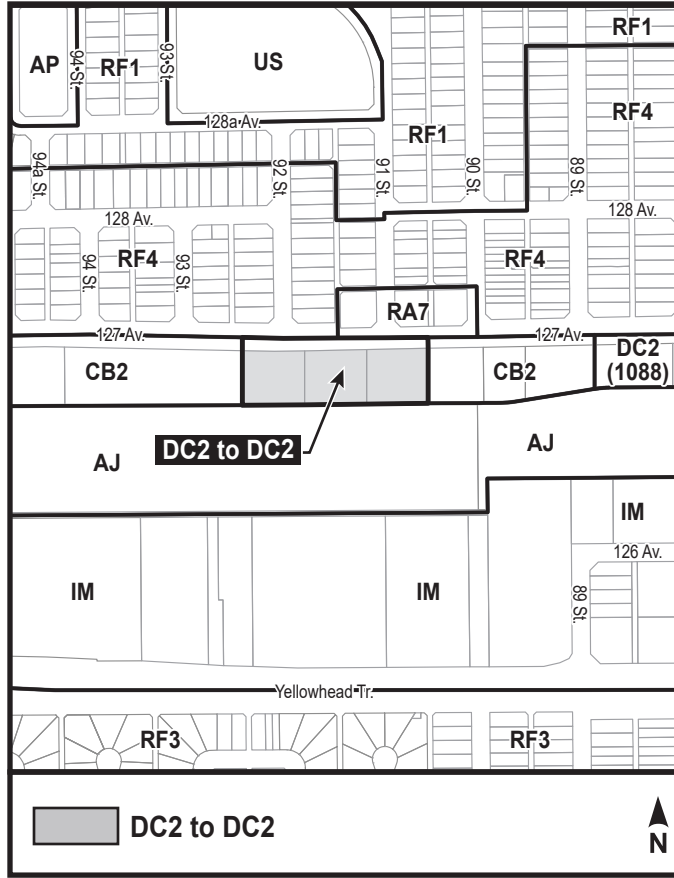 RF1
AP
94 St.
RF1
93 St.
US
RF4
128a Av.
RF1
94a St.
92 St.
91 St.
90 St.
89 St.
128 Av.
128 Av.
94 St.
RF4
93 St.
RF4
RA7
127 Av.
127 Av.
CB2
CB2
DC2
(1088)
DC2 to DC2
AJ
AJ
IM
126 Av.
IM
IM
89 St.
Yellowhead Tr.
RF3
RF3
DC2 to DC2
N